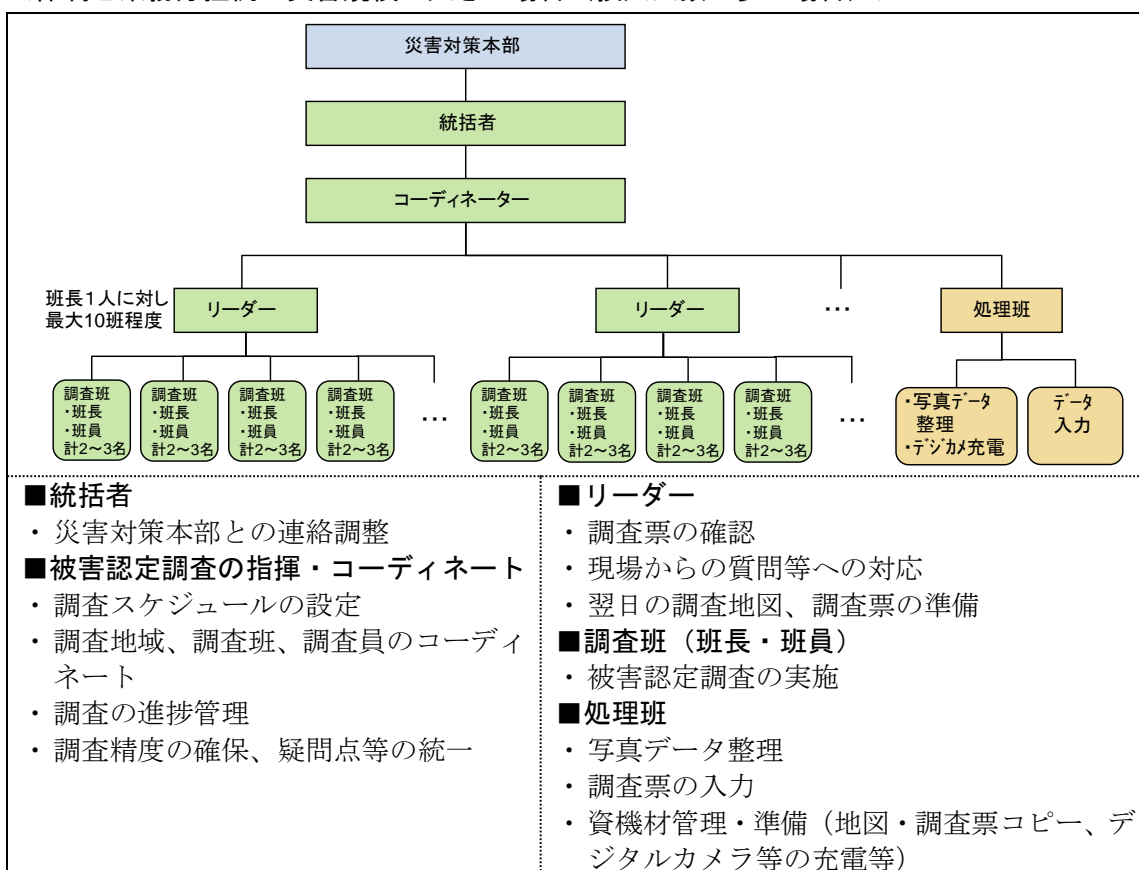 災害対策本部
統括者
コーディネーター
班長1人に対し
最大10班程度
リーダー
リーダー
…
処理班
調査班
・班長
・班員
計2～3名
調査班
・班長
・班員
計2～3名
調査班
・班長
・班員
計2～3名
調査班
・班長
・班員
計2～3名
…
調査班
・班長
・班員
計2～3名
調査班
・班長
・班員
計2～3名
調査班
・班長
・班員
計2～3名
調査班
・班長
・班員
計2～3名
…
・写真ﾃﾞｰﾀ
整理
・ﾃﾞｼﾞｶﾒ充電
ﾃﾞｰﾀ
入力
■統括者
・災害対策本部との連絡調整
■被害認定調査の指揮・コーディネート
・調査スケジュールの設定
・調査地域、調査班、調査員のコーディ
ネート
・調査の進捗管理
・調査精度の確保、疑問点等の統一
■リーダー
・調査票の確認
・現場からの質問等への対応
・翌日の調査地図、調査票の準備
■調査班（班長・班員）
・被害認定調査の実施
■処理班
・写真データ整理
・調査票の入力
・資機材管理・準備（地図・調査票コピー、デ
ジタルカメラ等の充電等）